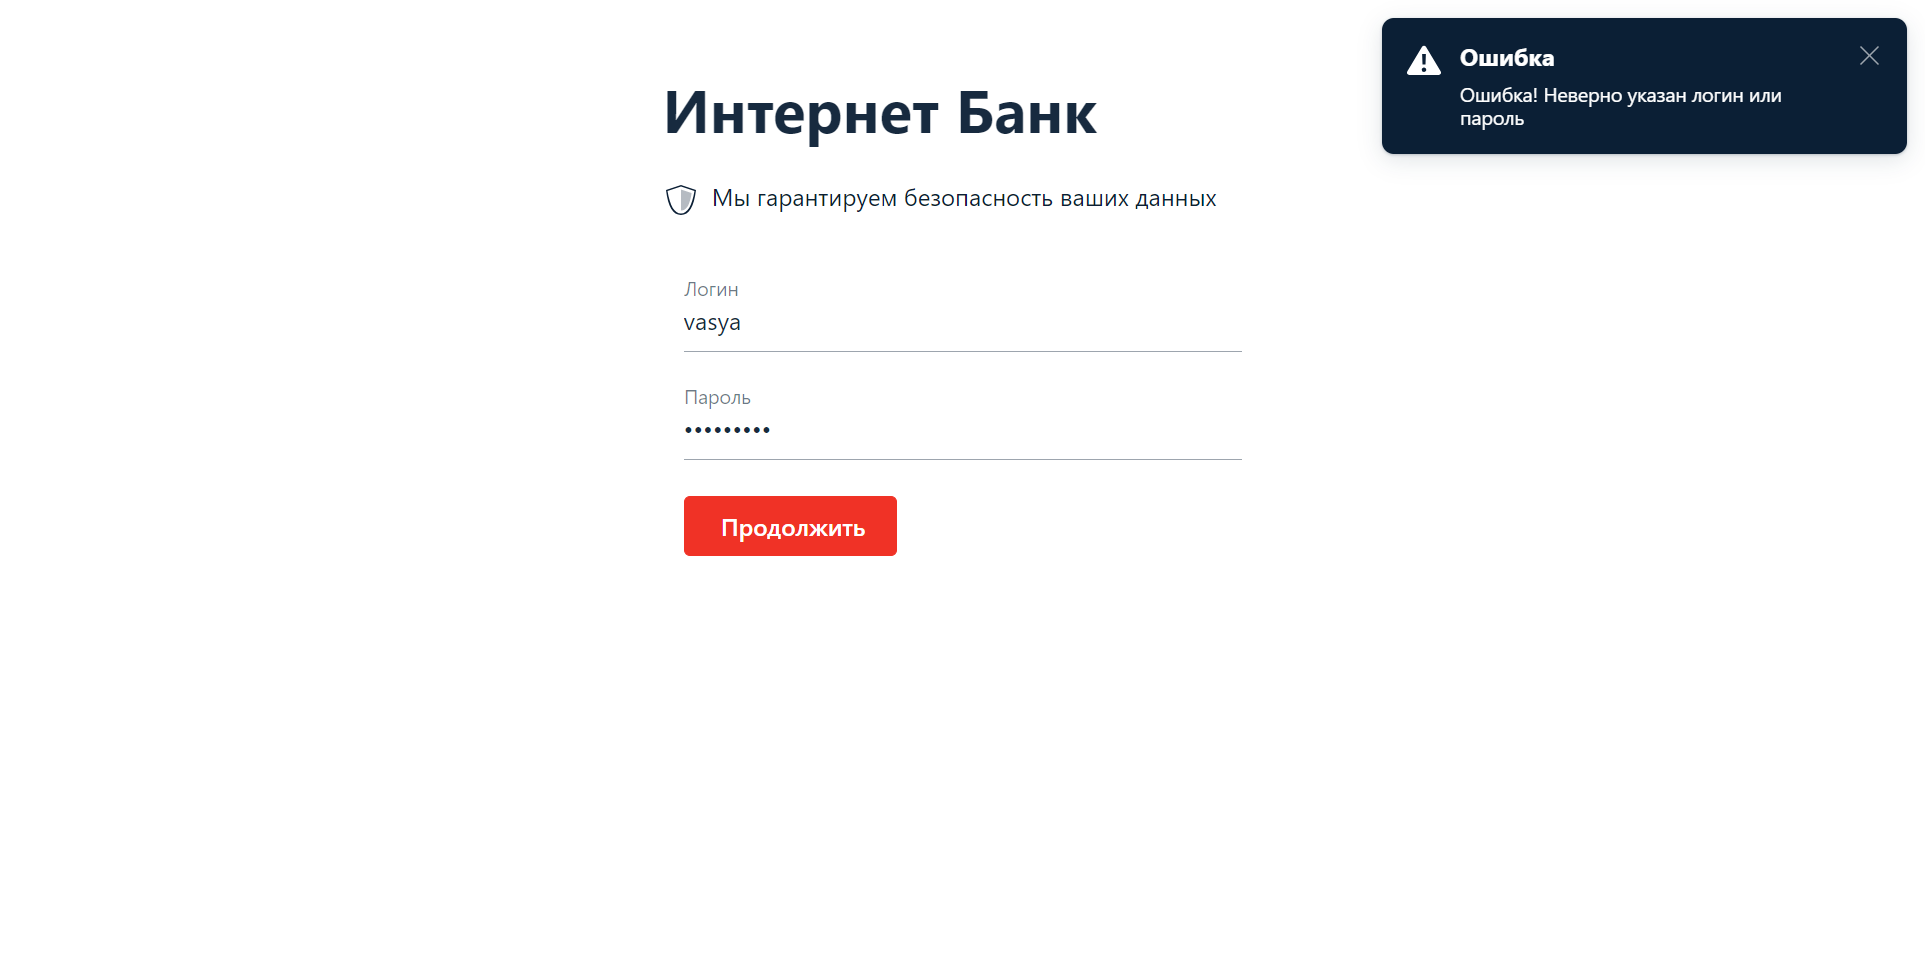 Интернет Банк
Мы гарантируем безопасность ваших данных
Логин
vasya
Пароль
•••••••••
Продолжить
Ошибка
Ошибка! Неверно указан логин или
пароль